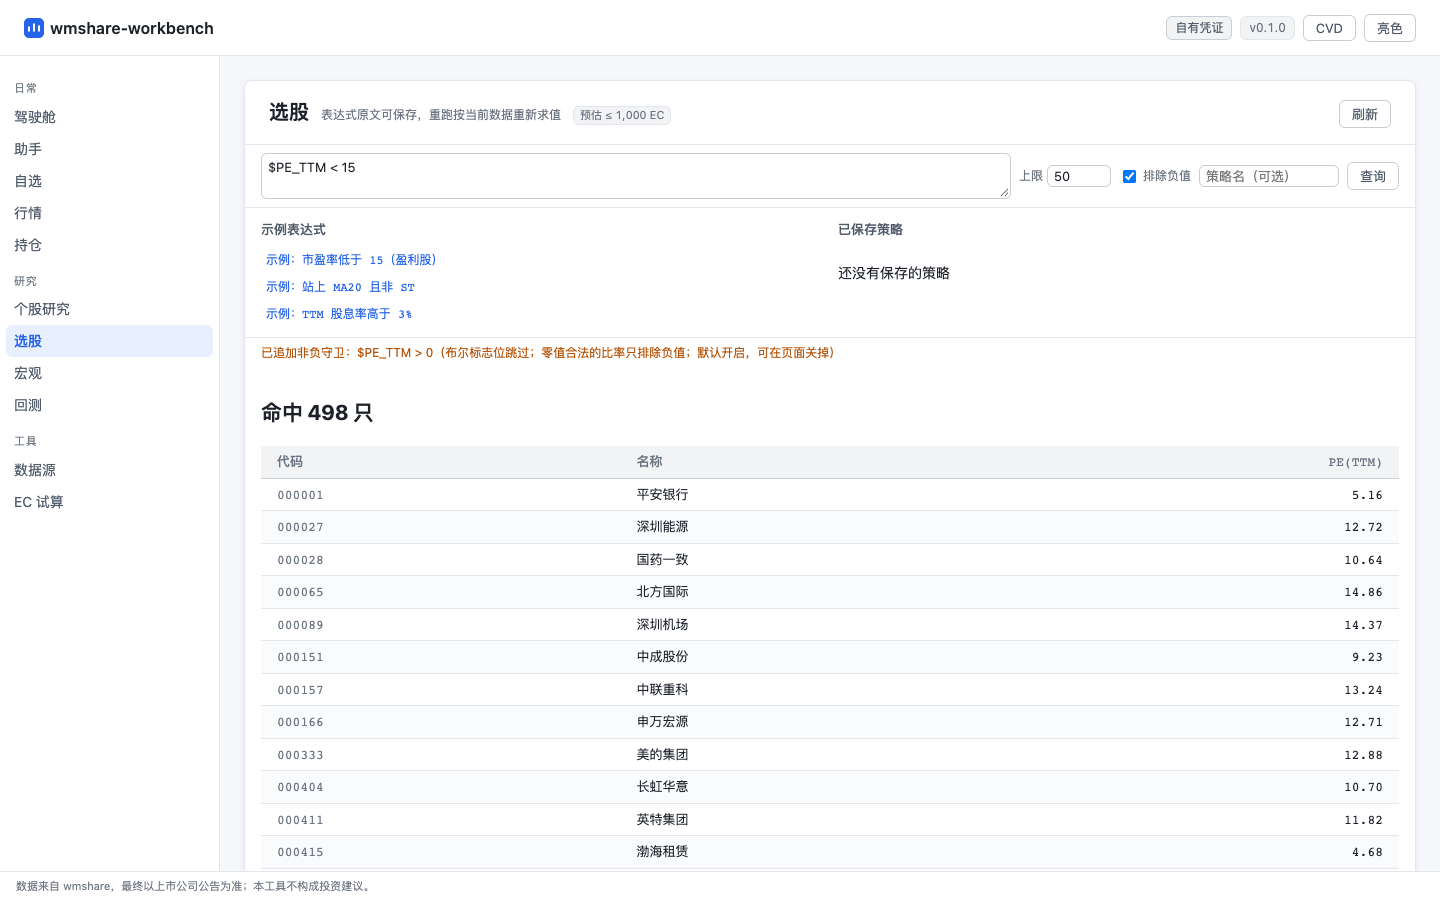 wmshare-workbench
自有凭证 v0.1.0 CVD 亮色
日常
驾驶舱
助手
自选
行情
持仓
研究
个股研究
选股
宏观
回测
工具
数据源
EC 试算
选股 表达式原文可保存，重跑按当前数据重新求值 预估 ≤ 1,000 EC 刷新
$PE_TTM < 15 上限 50 排除负值 策略名（可选） 查询
示例表达式
示例：市盈率低于 15（盈利股）
示例：站上 MA20 且非 ST
示例：TTM 股息率高于 3%
已保存策略
还没有保存的策略
已追加非负守卫：$PE_TTM > 0（布尔标志位跳过；零值合法的比率只排除负值；默认开启，可在页面关掉）
命中 498 只
代码 名称 PE(TTM)
000001 平安银行 5.16
000027 深圳能源 12.72
000028 国药一致 10.64
000065 北方国际 14.86
000089 深圳机场 14.37
000151 中成股份 9.23
000157 中联重科 13.24
000166 申万宏源 12.71
000333 美的集团 12.88
000404 长虹华意 10.70
000411 英特集团 11.82
000415 渤海租赁 4.68
数据来自 wmshare，最终以上市公司公告为准；本工具不构成投资建议。